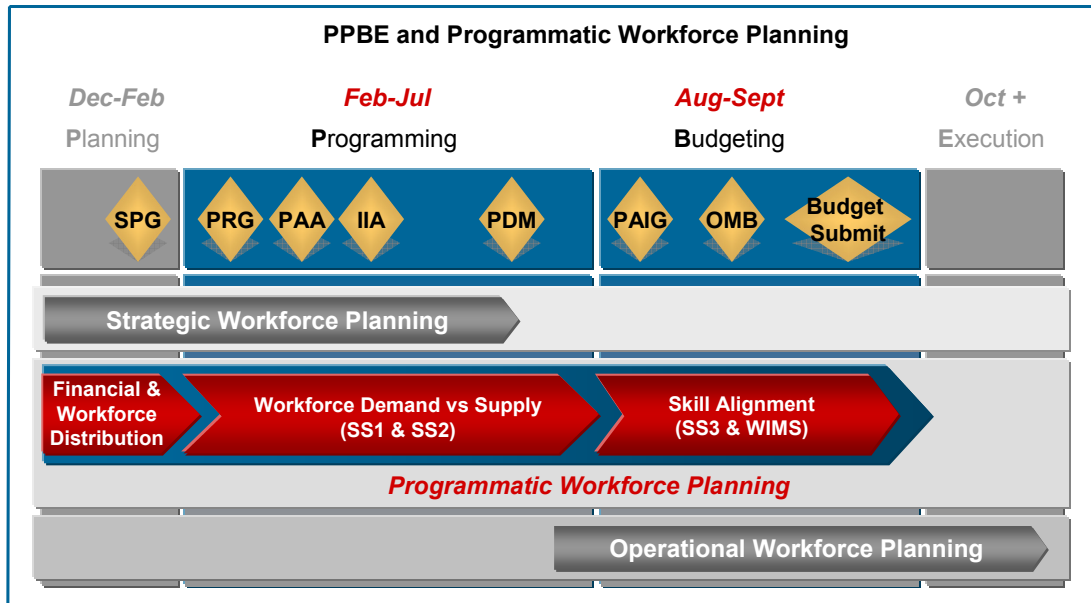 PPBE and Programmatic Workforce Planning
Dec-Feb
Feb-Jul
Aug-Sept
Oct +
Planning
Programming
Budgeting
Execution
SPG
PRG
PAA
IIA
PDM
PAIG
OMB
Budget
Submit
Strategic Workforce Planning
Financial &
Workforce
Distribution
Workforce Demand vs Supply
(SS1 & SS2)
Skill Alignment
(SS3 & WIMS)
Programmatic Workforce Planning
Operational Workforce Planning